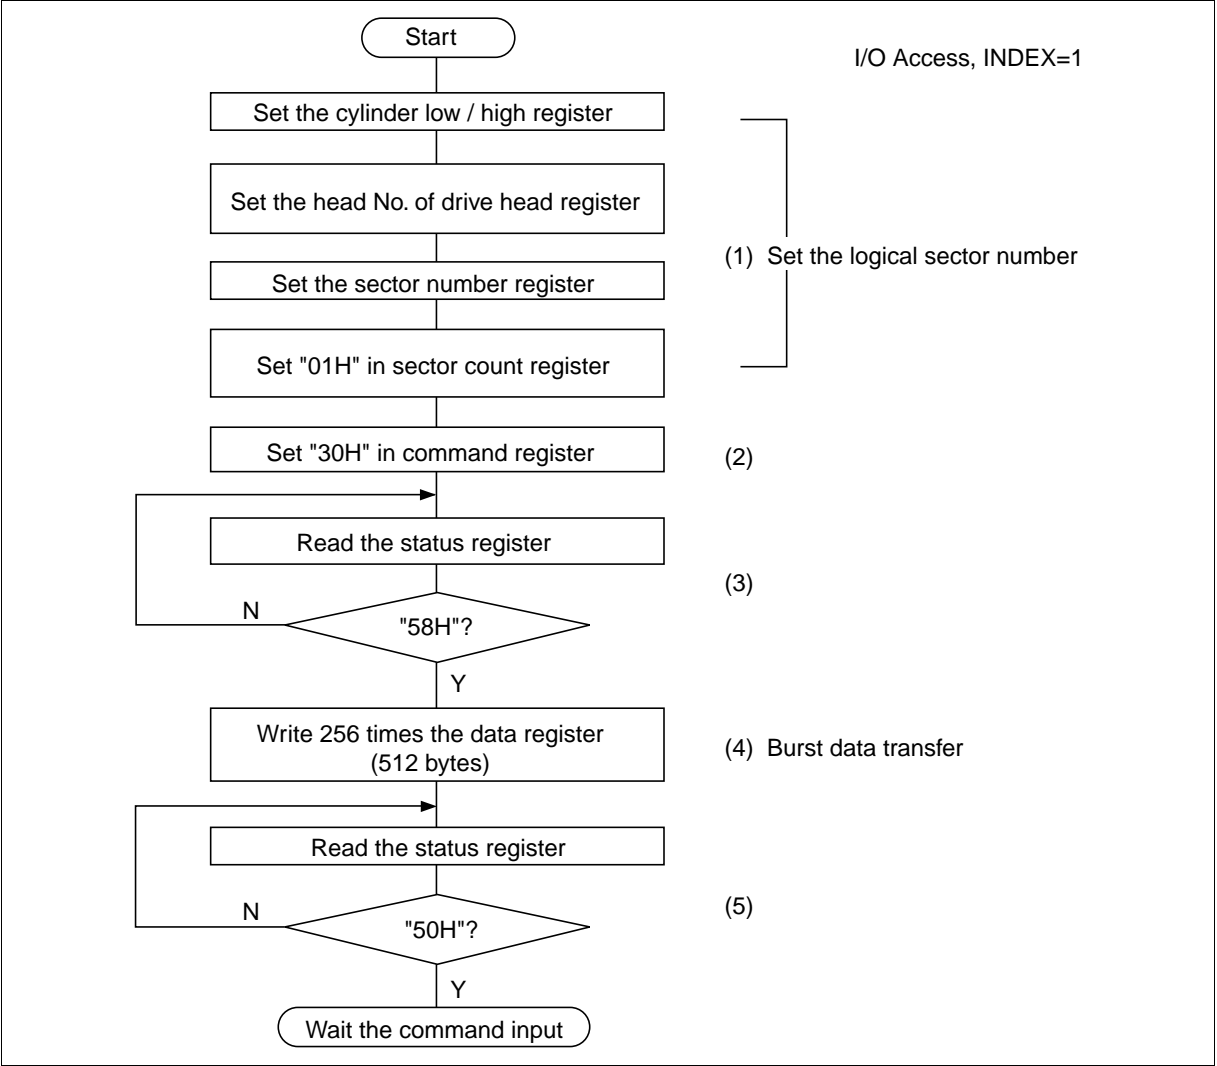 Start
I/O Access, INDEX=1
Set the cylinder low / high register
Set the head No. of drive head register
(1) Set the logical sector number
Set the sector number register
Set "01H" in sector count register
Set "30H" in command register
(2)
Read the status register
(3)
N
"58H"?
Y
Write 256 times the data register
(512 bytes)
(4) Burst data transfer
Read the status register
(5)
N
"50H"?
Y
Wait the command input